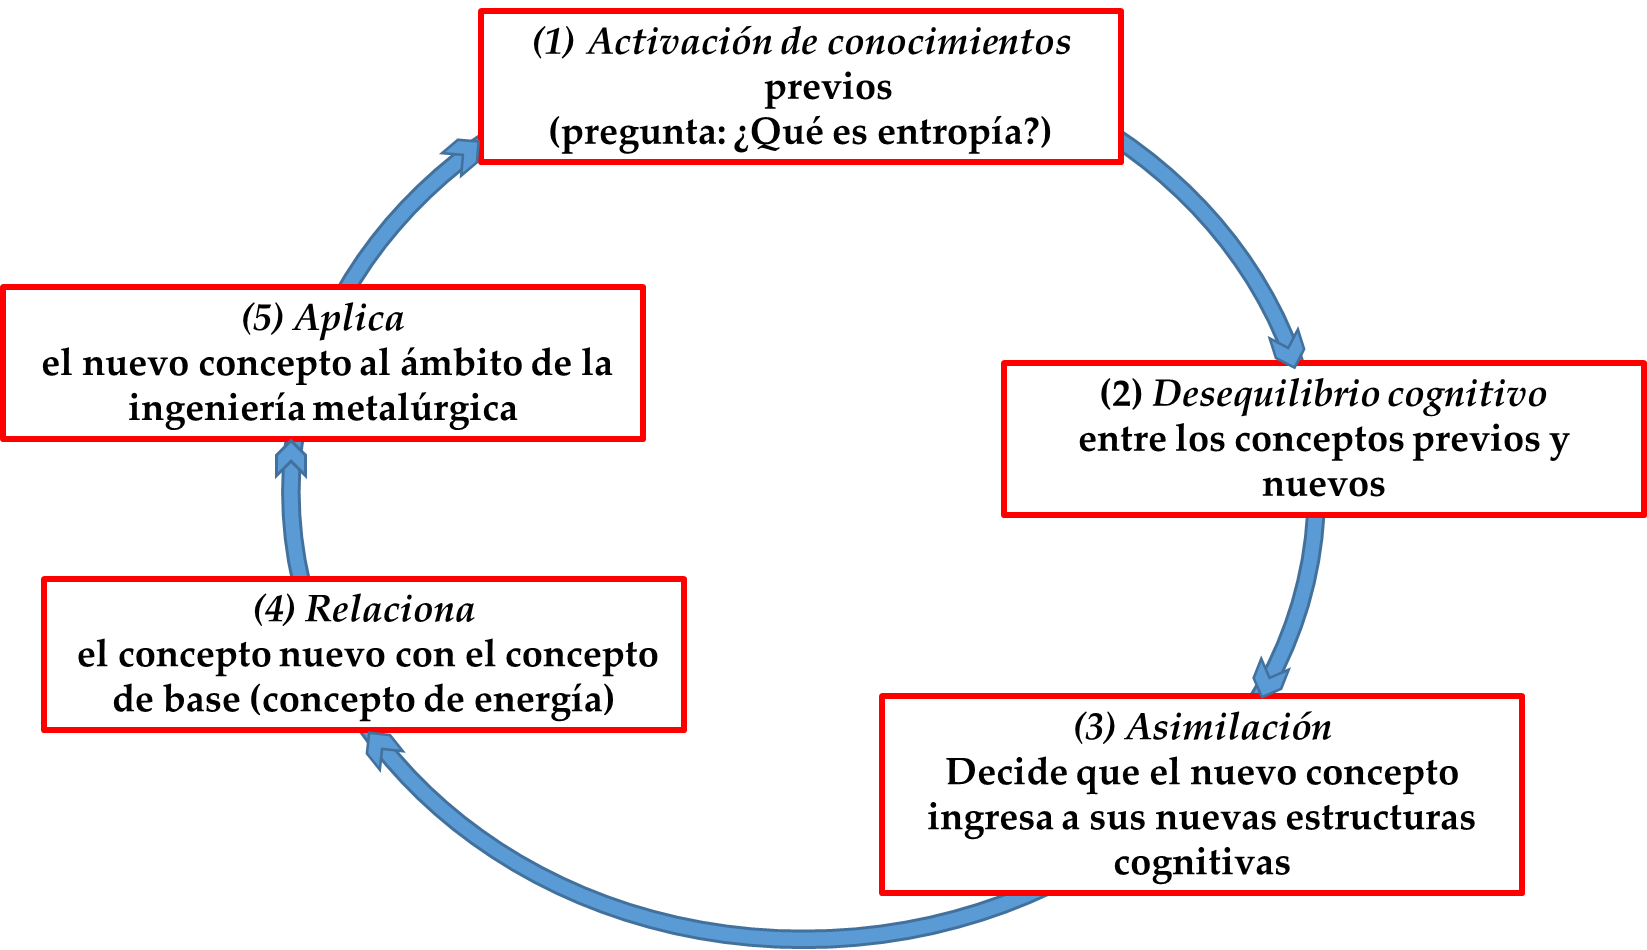 (1) Activación de conocimientos
previos
(pregunta: ¿Qué es entropía?)
(2) Desequilibrio cognitivo
entre los conceptos previos y
nuevos
(3) Asimilación
Decide que el nuevo concepto
ingresa a sus nuevas estructuras
cognitivas
(4) Relaciona
el concepto nuevo con el concepto
de base (concepto de energía)
(5) Aplica
el nuevo concepto al ámbito de la
ingeniería metalúrgica